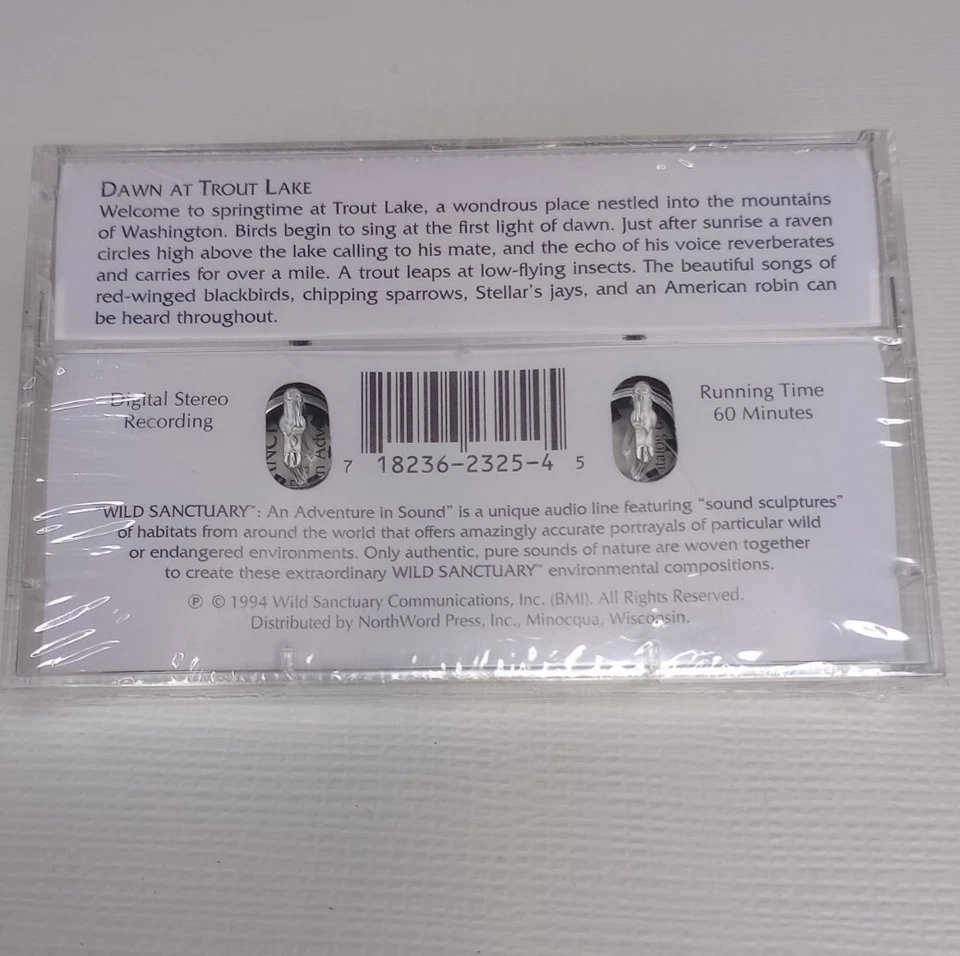 DAWN AT TROUT LAKE
Welcome to springtime at Trout Lake, a wondrous place nestled into the mountains
of Washington. Birds begin to sing at the first light of dawn. Just after sunrise a raven
circles high above the lake calling to his mate, and the echo of his voice reverberates
and carries for over a mile. A trout leaps at low-flying insects. The beautiful songs of
red-winged blackbirds, chipping sparrows, Stellar's jays, and an American robin can
be heard throughout.
Digital Stereo
Recording
7 18236-2325-4 5
Running Time
60 Minutes
"WILD SANCTUARY™: An Adventure in Sound" is a unique audio line featuring "sound sculptures"
of habitats from around the world that offers amazingly accurate portrayals of particular wild
or endangered environments. Only authentic, pure sounds of nature are woven together
to create these extraordinary WILD SANCTUARY™ environmental compositions.
℗ © 1994 Wild Sanctuary Communications, Inc. (BMI). All Rights Reserved.
Distributed by NorthWord Press, Inc., Minocqua, Wisconsin.